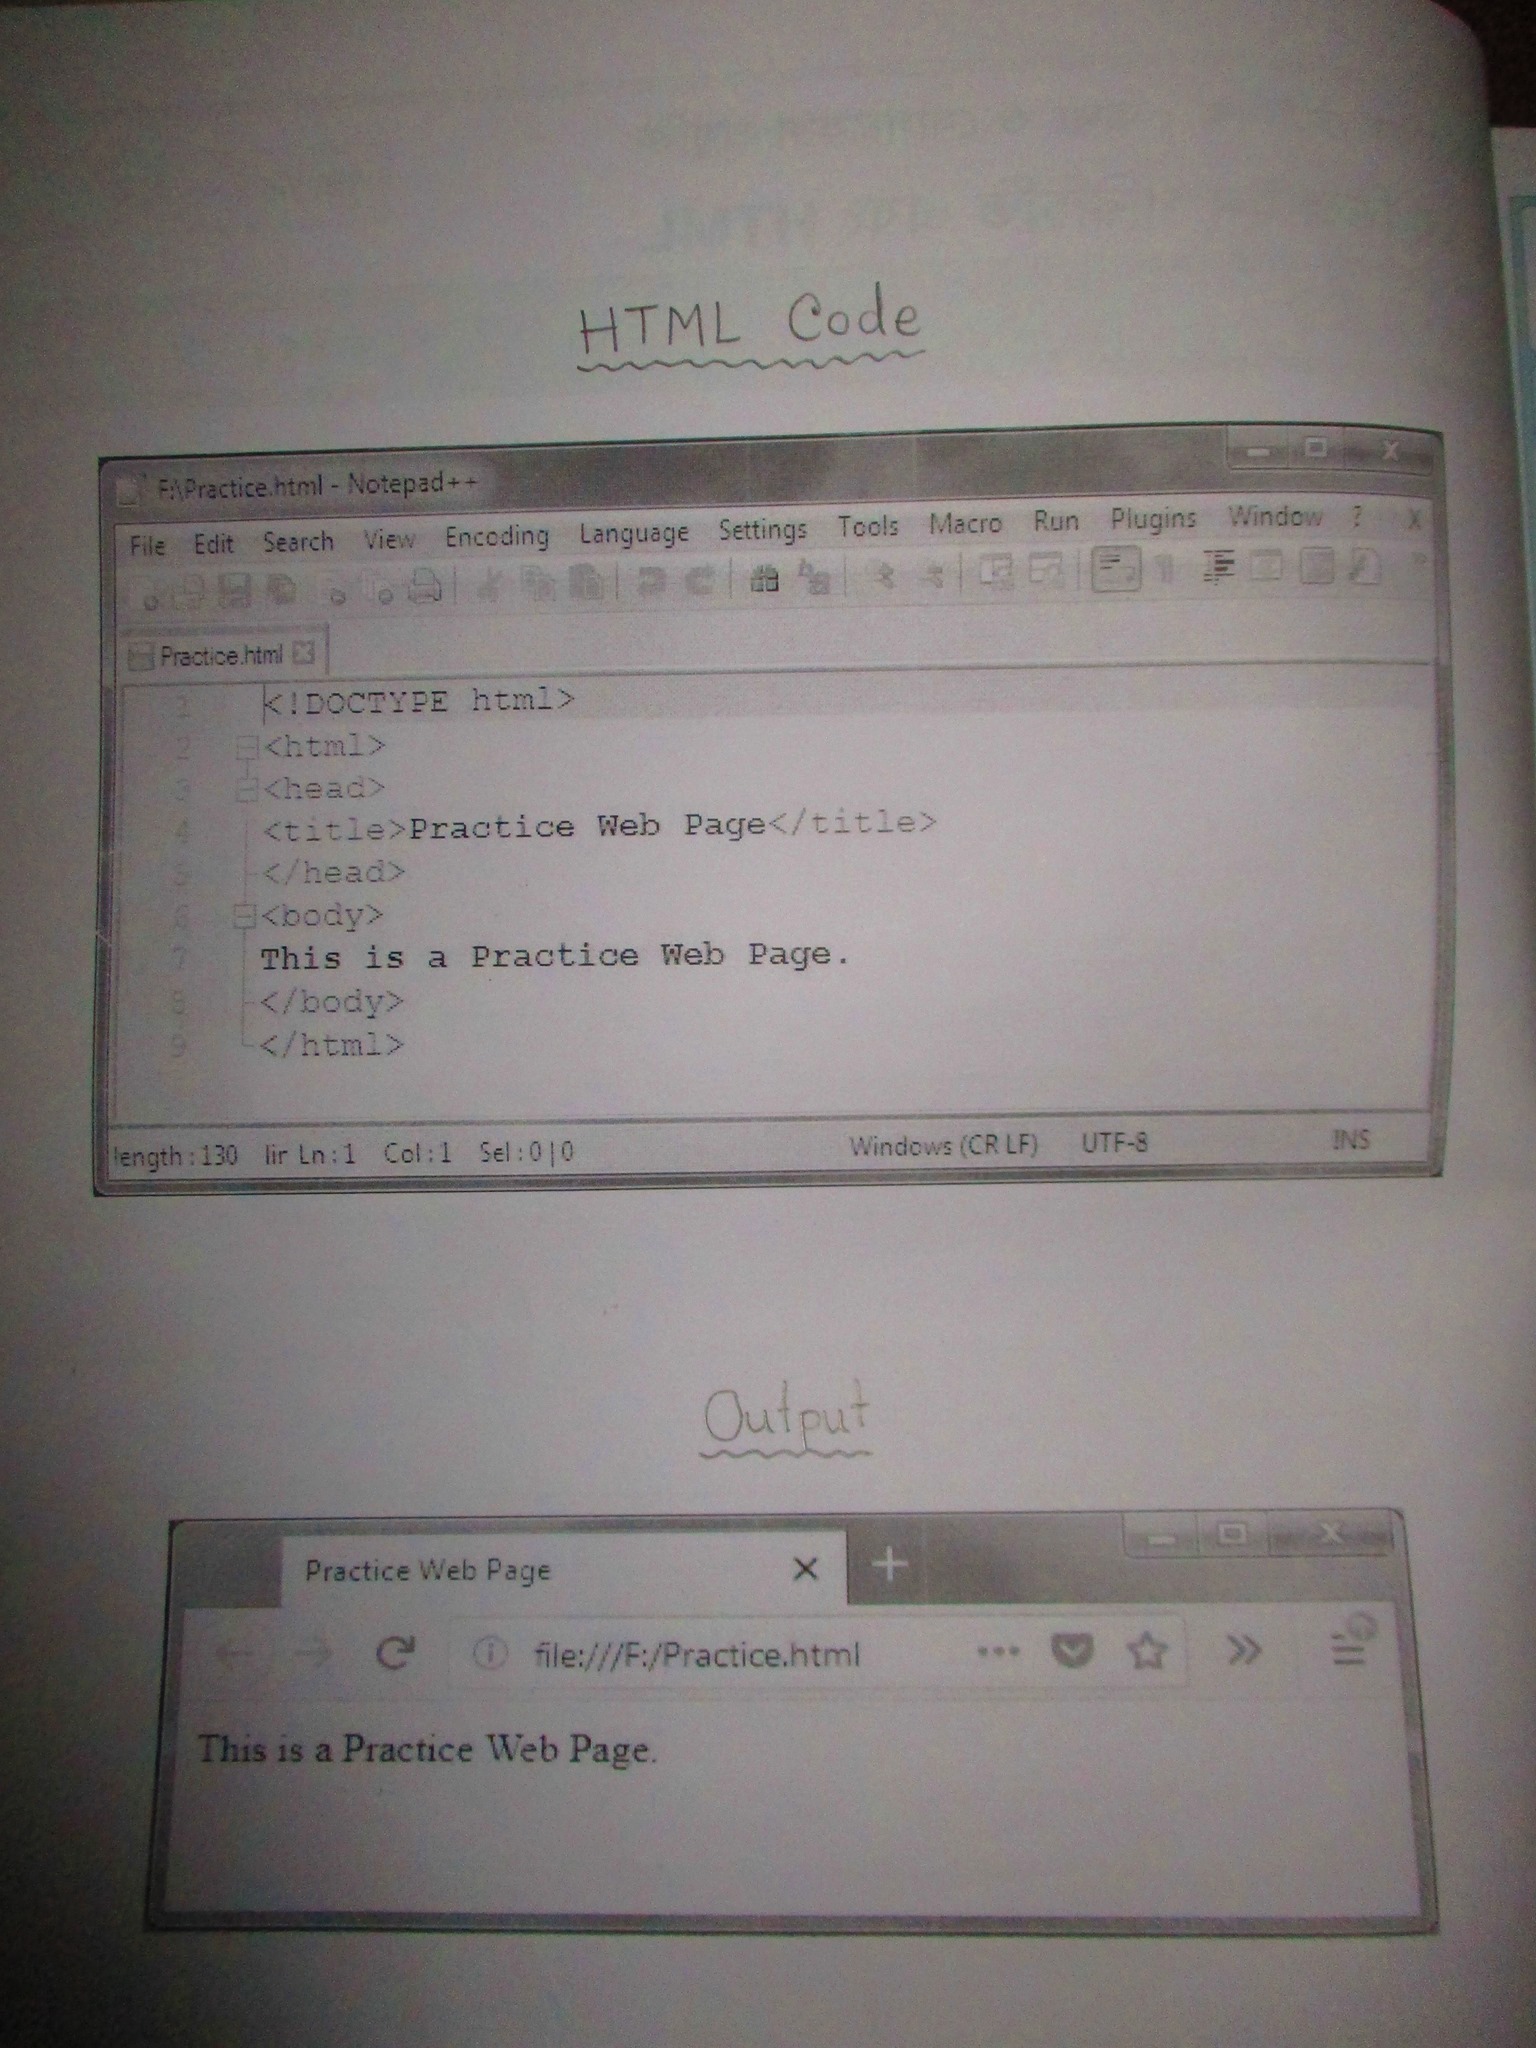 HTML Code
F:\Practice.html - Notepad++
File Edit Search View Encoding Language Settings Tools Macro Run Plugins Window ? X
Practice.html
1 <!DOCTYPE html>
2 <html>
3 <head>
4 <title>Practice Web Page</title>
5 </head>
6 <body>
7 This is a Practice Web Page.
8 </body>
9 </html>
length : 130 lir Ln : 1 Col : 1 Sel : 0 | 0 Windows (CR LF) UTF-8 INS
Output
Practice Web Page
file:///F:/Practice.html
This is a Practice Web Page.